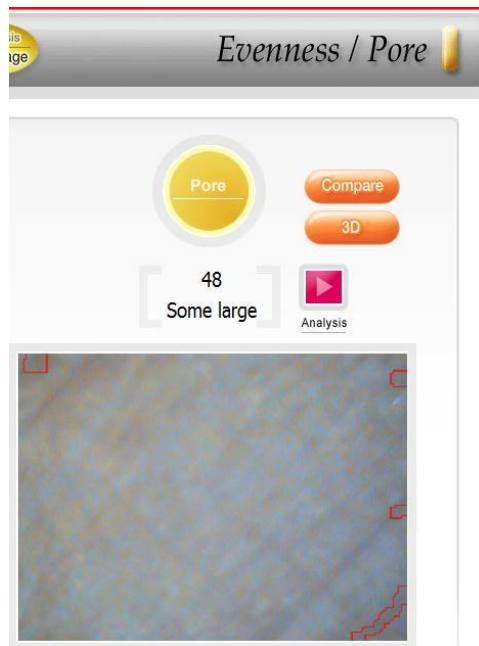 Evenness / Pore
Pore
Compare
3D
48
Some large
Analysis